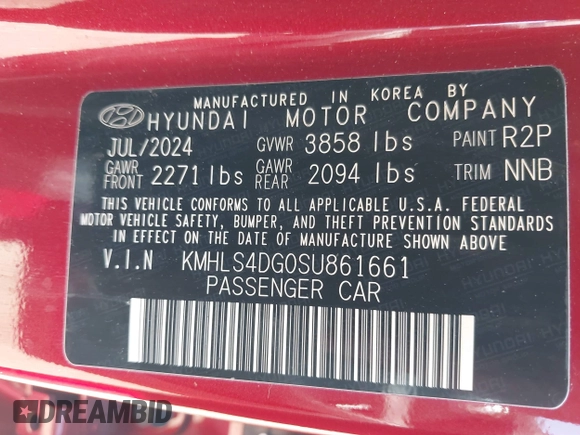 MANUFACTURED IN KOREA BY
HYUNDAI MOTOR COMPANY
JUL/2024 GVWR 3858 lbs PAINT R2P
GAWR FRONT 2271 lbs GAWR REAR 2094 lbs TRIM NNB
THIS VEHICLE CONFORMS TO ALL APPLICABLE U.S.A. FEDERAL
MOTOR VEHICLE SAFETY, BUMPER, AND THEFT PREVENTION STANDARDS
IN EFFECT ON THE DATE OF MANUFACTURE SHOWN ABOVE
V.I.N KMHLS4DG0SU861661
PASSENGER CAR
DREAMBID